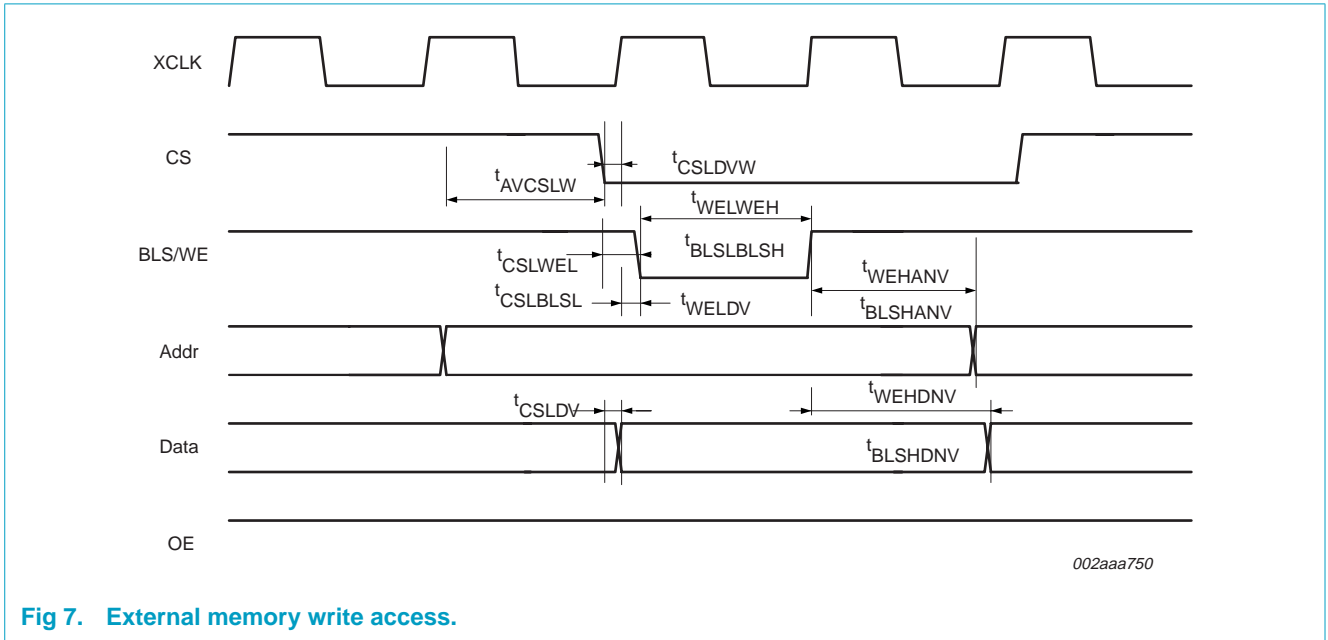 XCLK
CS
tCSLDVW
tAVCSLW
tWELWEH
BLS/WE
tCSLWEL
tBLSLBLSH
tWEHANV
tCSLBLSL
tWELDV
tBLSHANV
Addr
tCSLDV
tWEHDNV
Data
tBLSHDNV
OE
002aaa750
Fig 7. External memory write access.